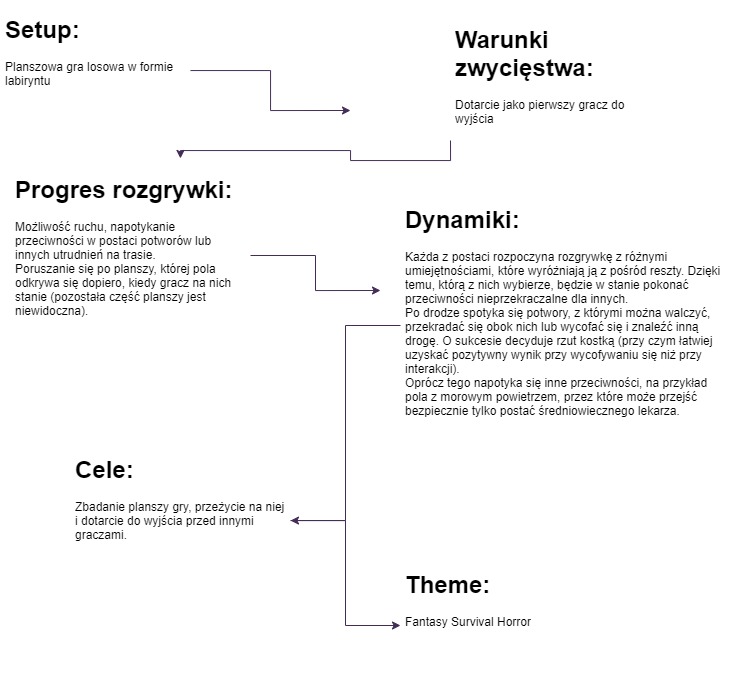 Setup:
Planszowa gra losowa w formie
labiryntu
Warunki
zwycięstwa:
Dotarcie jako pierwszy gracz do
wyjścia
Progres rozgrywki:
Możliwość ruchu, napotykanie
przeciwności w postaci potworów lub
innych utrudnień na trasie.
Poruszanie się po planszy, której pola
odkrywa się dopiero, kiedy gracz na nich
stanie (pozostała część planszy jest
niewidoczna).
Dynamiki:
Każda z postaci rozpoczyna rozgrywkę z różnymi
umiejętnościami, które wyróżniają ją z pośród reszty. Dzięki
temu, którą z nich wybierze, będzie w stanie pokonać
przeciwności nieprzekraczalne dla innych.
Po drodze spotyka się potwory, z którymi można walczyć,
przekradać się obok nich lub wycofać się i znaleźć inną
drogę. O sukcesie decyduje rzut kostką (przy czym łatwiej
uzyskać pozytywny wynik przy wycofywaniu się niż przy
interakcji).
Oprócz tego napotyka się inne przeciwności, na przykład
pola z morowym powietrzem, przez które może przejść
bezpiecznie tylko postać średniowiecznego lekarza.
Cele:
Zbadanie planszy gry, przeżycie na niej
i dotarcie do wyjścia przed innymi
graczami.
Theme:
Fantasy Survival Horror